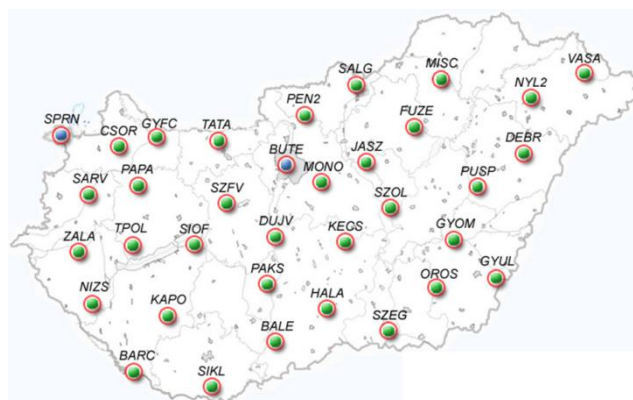 VASA
MISC
SALG
NYL2
PEN2
FUZE
SPRN
CSOR
GYFC
TATA
BUTE
JASZ
DEBR
MONO
SARV
PAPA
PUSP
SZFV
SZOL
ZALA
TPOL
SIOF
DUJV
KECS
GYOM
GYUL
PAKS
OROS
NIZS
KAPO
HALA
SZEG
BALE
BARC
SIKL